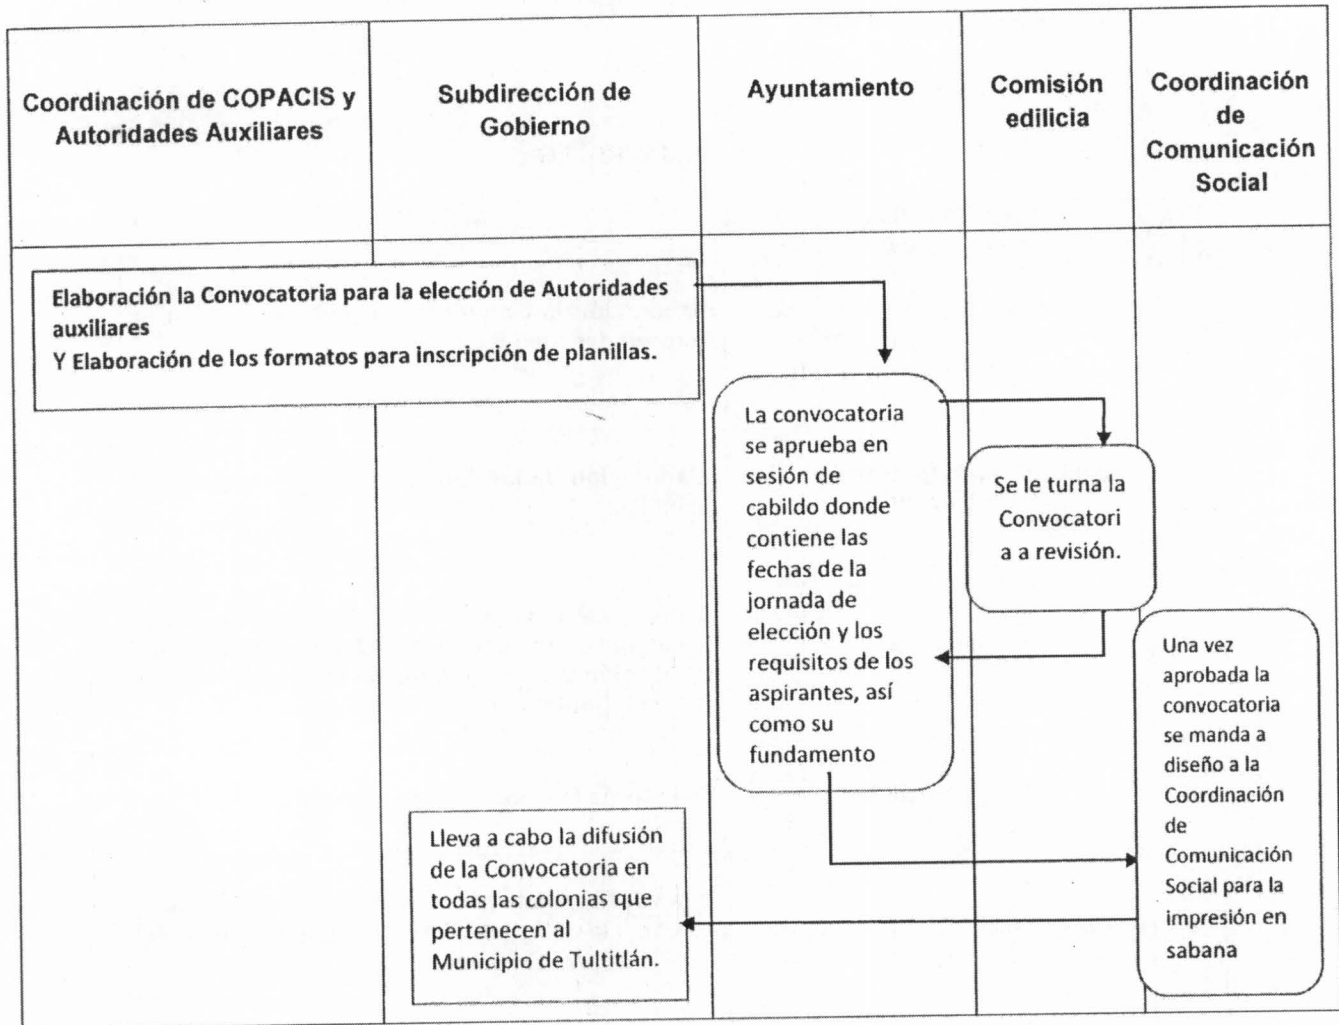 Coordinación de COPACIS y
Autoridades Auxiliares
Subdirección de
Gobierno
Ayuntamiento
Comisión
edilicia
Coordinación
de
Comunicación
Social
Elaboración la Convocatoria para la elección de Autoridades
auxiliares
Y Elaboración de los formatos para inscripción de planillas.
La convocatoria
se aprueba en
sesión de
cabildo donde
contiene las
fechas de la
jornada de
elección y los
requisitos de los
aspirantes, así
como su
fundamento
Se le turna la
Convocatori
a a revisión.
Una vez
aprobada la
convocatoria
se manda a
diseño a la
Coordinación
de
Comunicación
Social para la
impresión en
sabana
Lleva a cabo la difusión
de la Convocatoria en
todas las colonias que
pertenecen al
Municipio de Tultitlán.